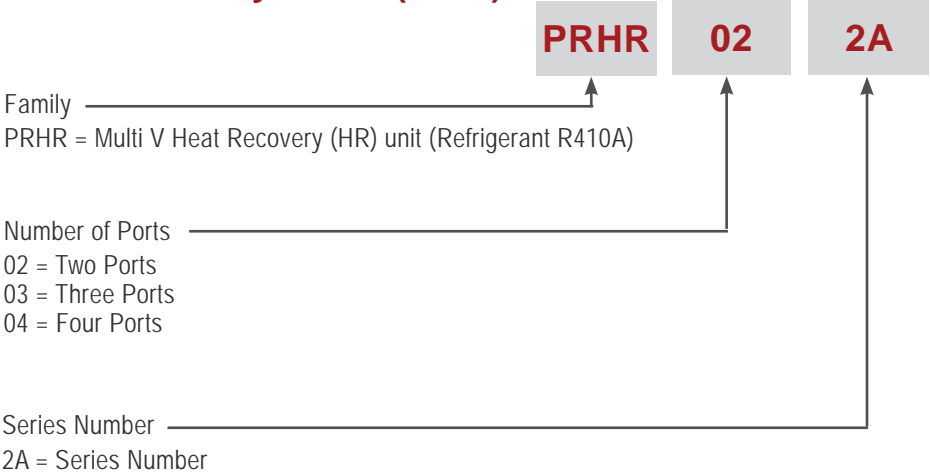 PRHR 02 2A
Family
PRHR = Multi V Heat Recovery (HR) unit (Refrigerant R410A)
Number of Ports
02 = Two Ports
03 = Three Ports
04 = Four Ports
Series Number
2A = Series Number